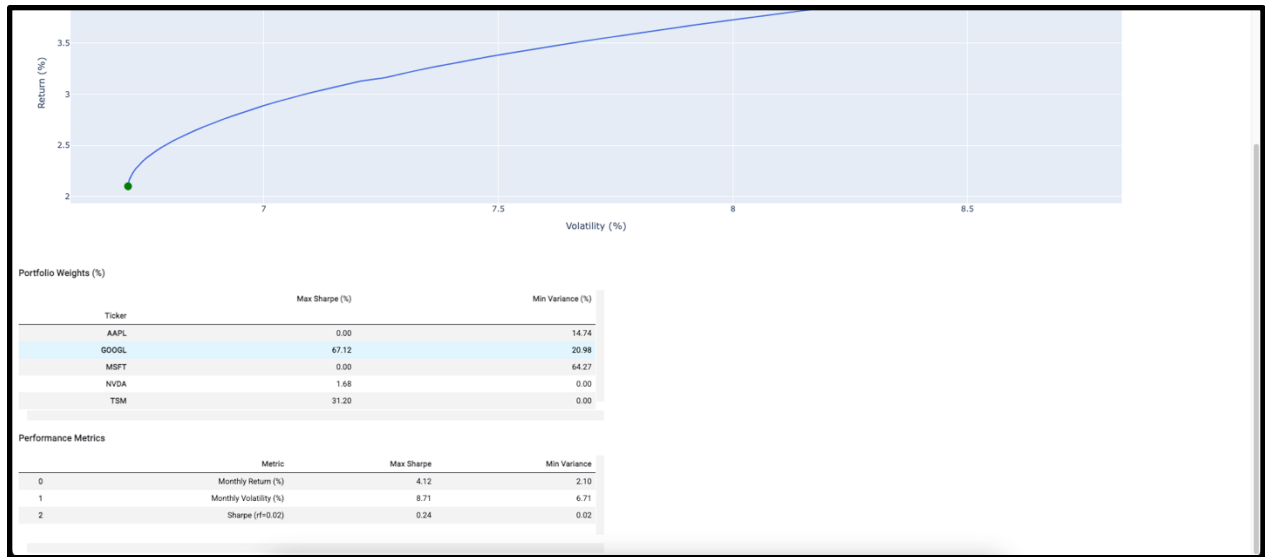 3.5
Return (%)
3
2.5
2
7 7.5 8 8.5
Volatility (%)
Portfolio Weights (%)
Max Sharpe (%) Min Variance (%)
Ticker
AAPL 0.00 14.74
GOOGL 67.12 20.98
MSFT 0.00 64.27
NVDA 1.68 0.00
TSM 31.20 0.00
Performance Metrics
Metric Max Sharpe Min Variance
0 Monthly Return (%) 4.12 2.10
1 Monthly Volatility (%) 8.71 6.71
2 Sharpe (rf=0.02) 0.24 0.02